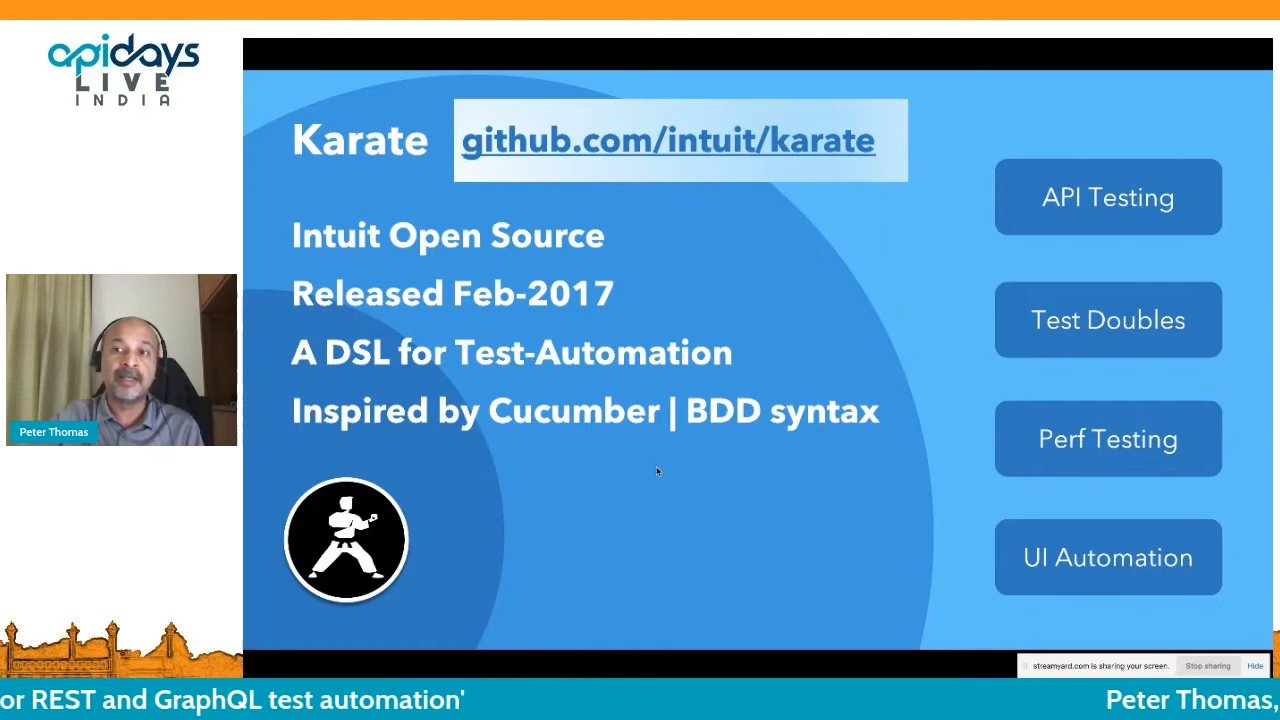 apidays
LIVE
INDIA
Karate github.com/intuit/karate
Intuit Open Source
Released Feb-2017
A DSL for Test-Automation
Inspired by Cucumber | BDD syntax
API Testing
Test Doubles
Perf Testing
UI Automation
Peter Thomas
streamyard.com is sharing your screen. Stop sharing Hide
or REST and GraphQL test automation' Peter Thomas,